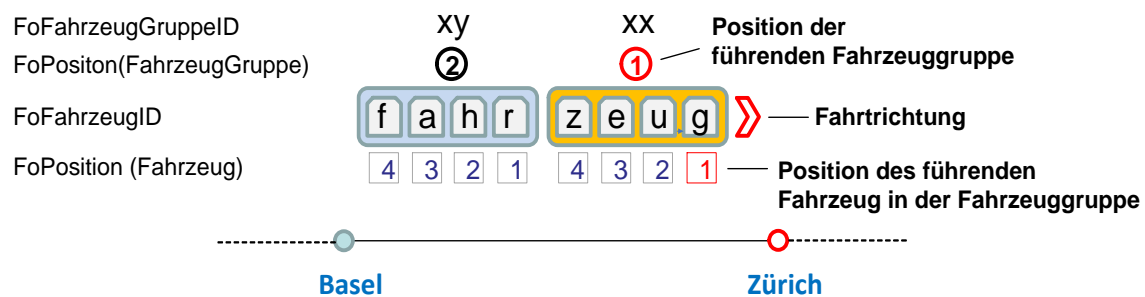 FoFahrzeugGruppeID xy xx Position der
führenden Fahrzeuggruppe
FoPositon(FahrzeugGruppe) 2 1
FoFahrzeugID f a h r z e u g Fahrtrichtung
FoPosition (Fahrzeug) 4 3 2 1 4 3 2 1 Position des führenden
Fahrzeug in der Fahrzeuggruppe
Basel Zürich